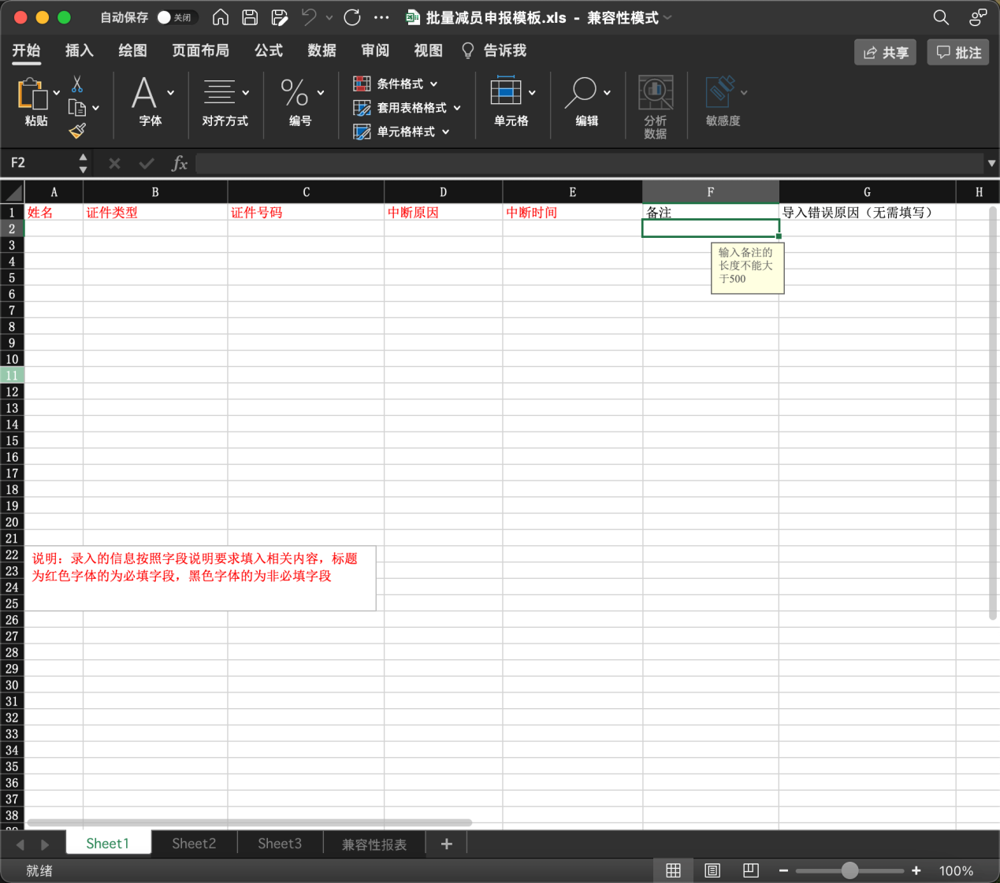 自动保存 关闭 批量减员申报模板.xls - 兼容性模式
开始 插入 绘图 页面布局 公式 数据 审阅 视图 告诉我 共享 批注
粘贴 字体 对齐方式 编号 条件格式 套用表格格式 单元格样式 单元格 编辑 分析 数据 敏感度
F2 fx
A B C D E F G H
1 姓名 证件类型 证件号码 中断原因 中断时间 备注 导入错误原因（无需填写）
2
3
输入备注的
长度不能大
于500
4
5
6
7
8
9
10
11
12
13
14
15
16
17
18
19
20
21
22
说明：录入的信息按照字段说明要求填入相关内容，标题
23
为红色字体的为必填字段，黑色字体的为非必填字段
24
25
26
27
28
29
30
31
32
33
34
35
36
37
38
Sheet1 Sheet2 Sheet3 兼容性报表 +
就绪 100%